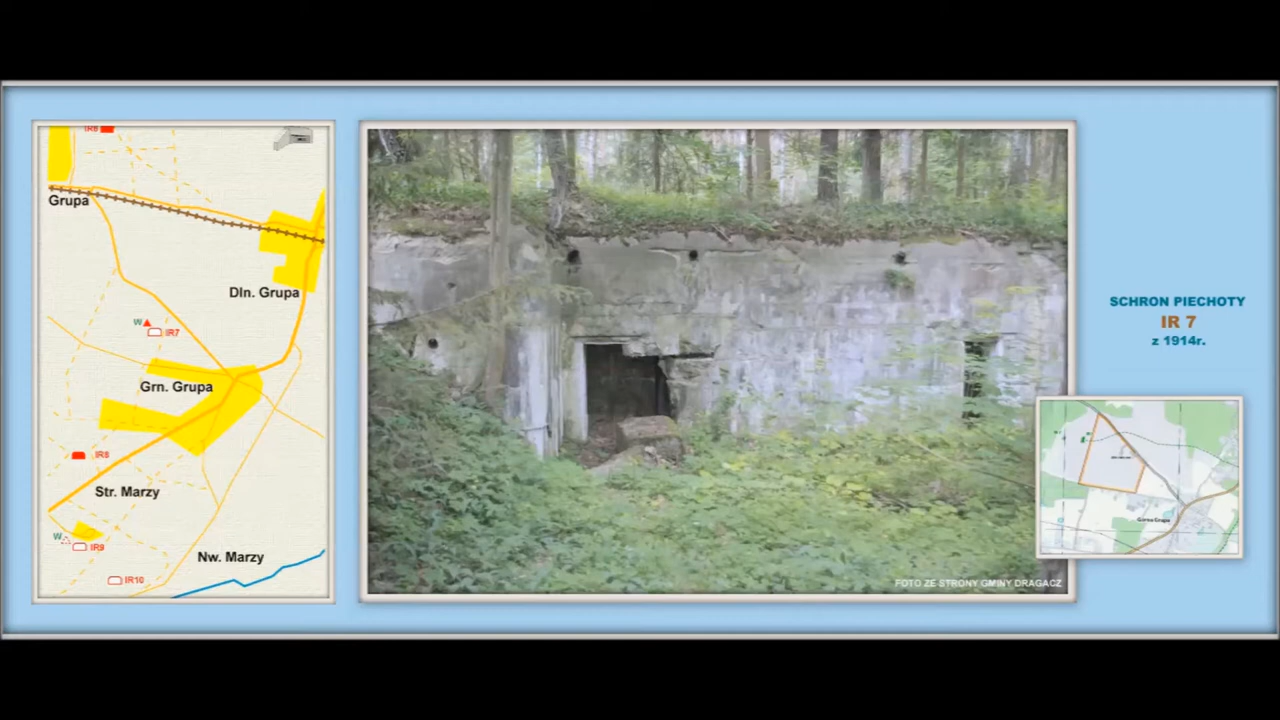 IR6
Grupa
Dln. Grupa
W
IR7
Grn. Grupa
IR8
Str. Marzy
W
IR9
Nw. Marzy
IR10
FOTO ZE STRONY GMINY DRAGACZ
SCHRON PIECHOTY
IR 7
z 1914r.
Górna Grupa